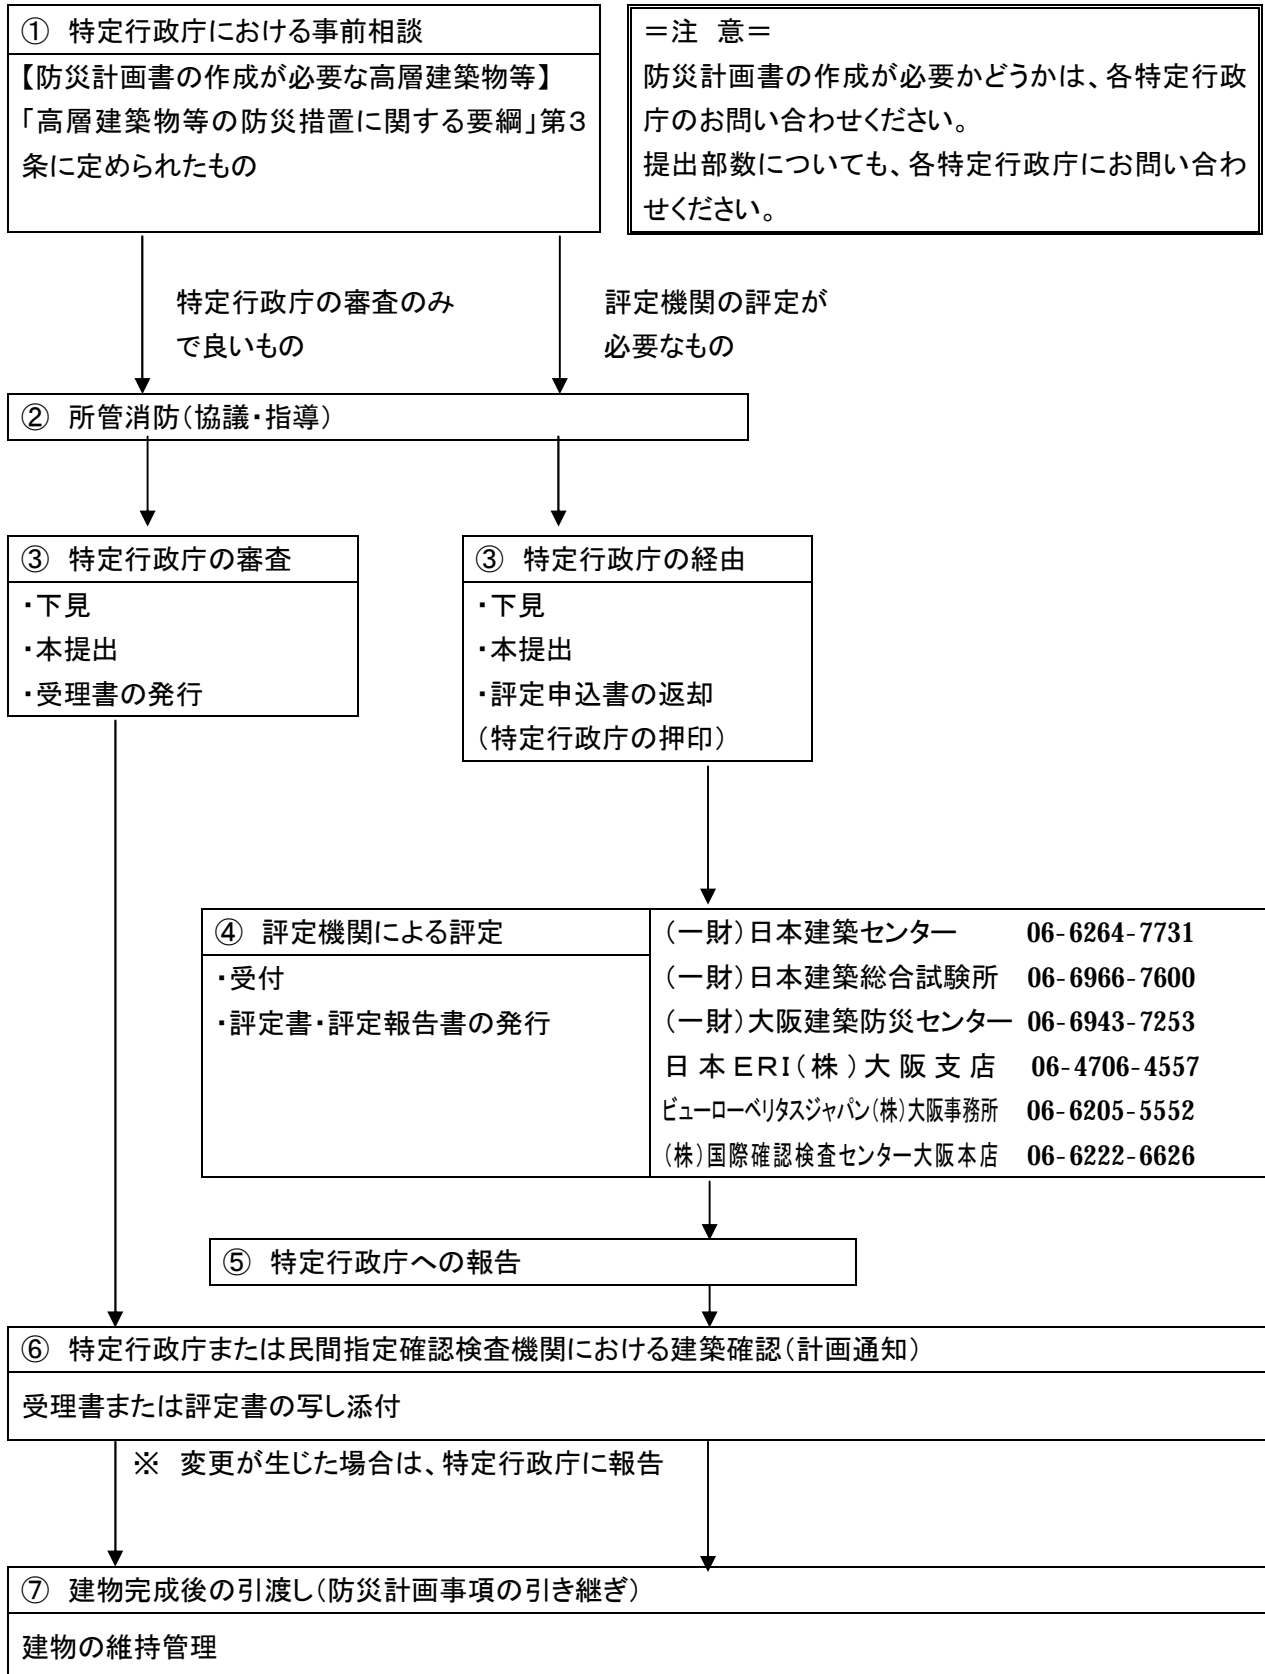 ① 特定行政庁における事前相談
【防災計画書の作成が必要な高層建築物等】
「高層建築物等の防災措置に関する要綱」第3
条に定められたもの
＝注 意＝
防災計画書の作成が必要かどうかは、各特定行政
庁のお問い合わせください。
提出部数についても、各特定行政庁にお問い合わ
せください。
特定行政庁の審査のみ
で良いもの
評定機関の評定が
必要なもの
② 所管消防（協議・指導）
③ 特定行政庁の審査
・下見
・本提出
・受理書の発行
③ 特定行政庁の経由
・下見
・本提出
・評定申込書の返却
（特定行政庁の押印）
④ 評定機関による評定
・受付
・評定書・評定報告書の発行
（一財）日本建築センター 06-6264-7731
（一財）日本建築総合試験所 06-6966-7600
（一財）大阪建築防災センター 06-6943-7253
日本ERI（株）大阪支店 06-4706-4557
ビューローベリタスジャパン（株）大阪事務所 06-6205-5552
（株）国際確認検査センター大阪本店 06-6222-6626
⑤ 特定行政庁への報告
⑥ 特定行政庁または民間指定確認検査機関における建築確認（計画通知）
受理書または評定書の写し添付
※ 変更が生じた場合は、特定行政庁に報告
⑦ 建物完成後の引渡し（防災計画事項の引き継ぎ）
建物の維持管理